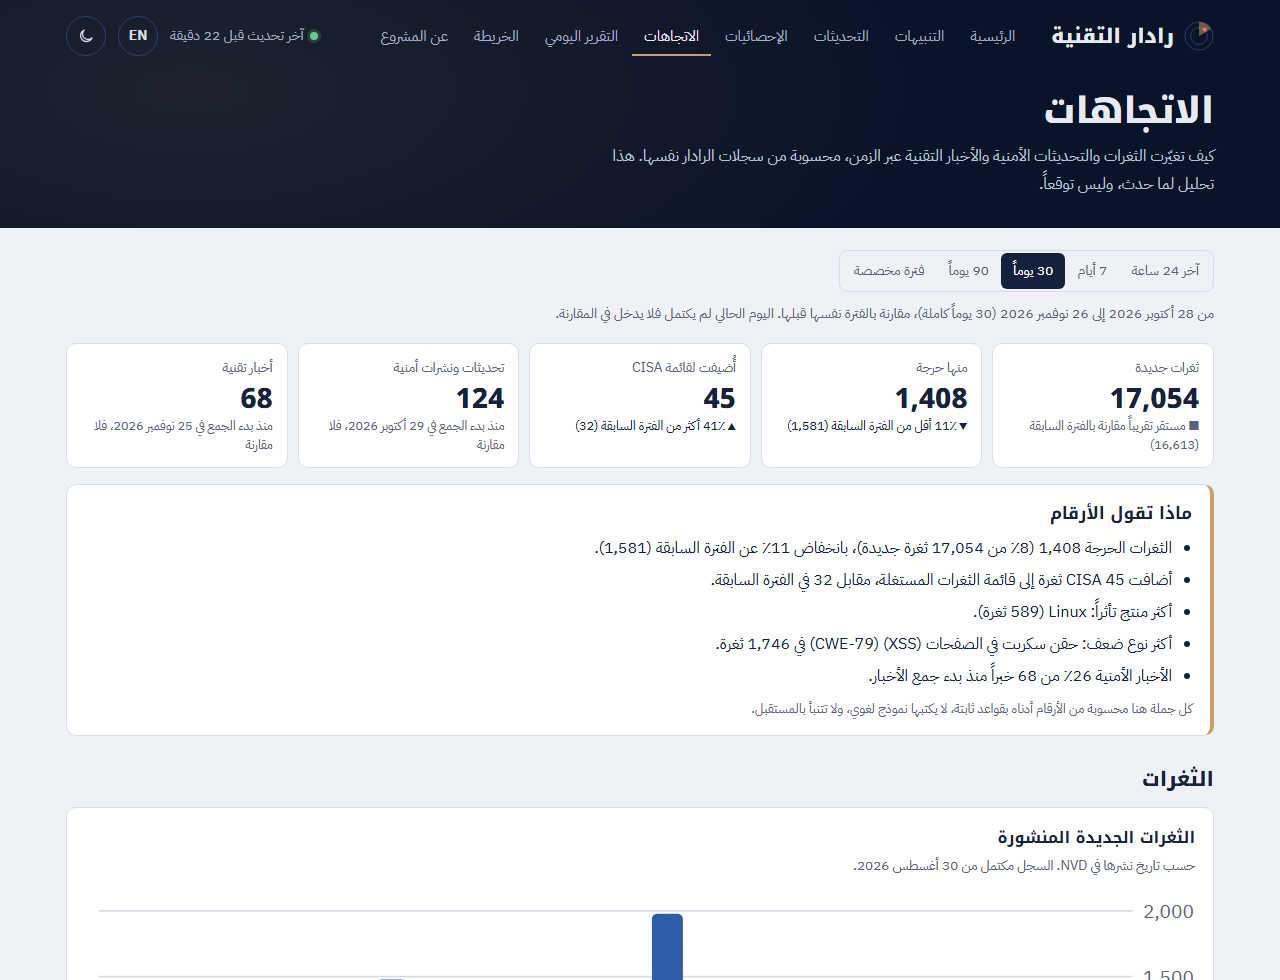 رادار التقنية
الرئيسية
التنبيهات
التحديثات
الإحصائيات
الاتجاهات
التقرير اليومي
الخريطة
عن المشروع
آخر تحديث قبل 22 دقيقة
EN
الاتجاهات
كيف تغيّرت الثغرات والتحديثات الأمنية والأخبار التقنية عبر الزمن، محسوبة من سجلات الرادار نفسها. هذا
تحليل لما حدث، وليس توقعاً.
آخر 24 ساعة
7 أيام
30 يوماً
90 يوماً
فترة مخصصة
من 28 أكتوبر 2026 إلى 26 نوفمبر 2026 (30 يوماً كاملة)، مقارنة بالفترة نفسها قبلها. اليوم الحالي لم يكتمل فلا يدخل في المقارنة.
ثغرات جديدة
17,054
■ مستقر تقريباً مقارنة بالفترة السابقة
(16,613)
منها حرجة
1,408
▼ 11٪ أقل من الفترة السابقة (1,581)
أُضيفت لقائمة CISA
45
▲ 41٪ أكثر من الفترة السابقة (32)
تحديثات ونشرات أمنية
124
منذ بدء الجمع في 29 أكتوبر 2026، فلا
مقارنة
أخبار تقنية
68
منذ بدء الجمع في 25 نوفمبر 2026، فلا
مقارنة
ماذا تقول الأرقام
• الثغرات الحرجة 1,408 (8٪ من 17,054 ثغرة جديدة)، بانخفاض 11٪ عن الفترة السابقة (1,581).
• أضافت CISA 45 ثغرة إلى قائمة الثغرات المستغلة، مقابل 32 في الفترة السابقة.
• أكثر منتج تأثراً: Linux (589 ثغرة).
• أكثر نوع ضعف: حقن سكربت في الصفحات (XSS) (CWE-79) في 1,746 ثغرة.
• الأخبار الأمنية 26٪ من 68 خبراً منذ بدء جمع الأخبار.
كل جملة هنا محسوبة من الأرقام أدناه بقواعد ثابتة، لا يكتبها نموذج لغوي، ولا تتنبأ بالمستقبل.
الثغرات
الثغرات الجديدة المنشورة
حسب تاريخ نشرها في NVD. السجل مكتمل من 30 أغسطس 2026.
2,000
1,500